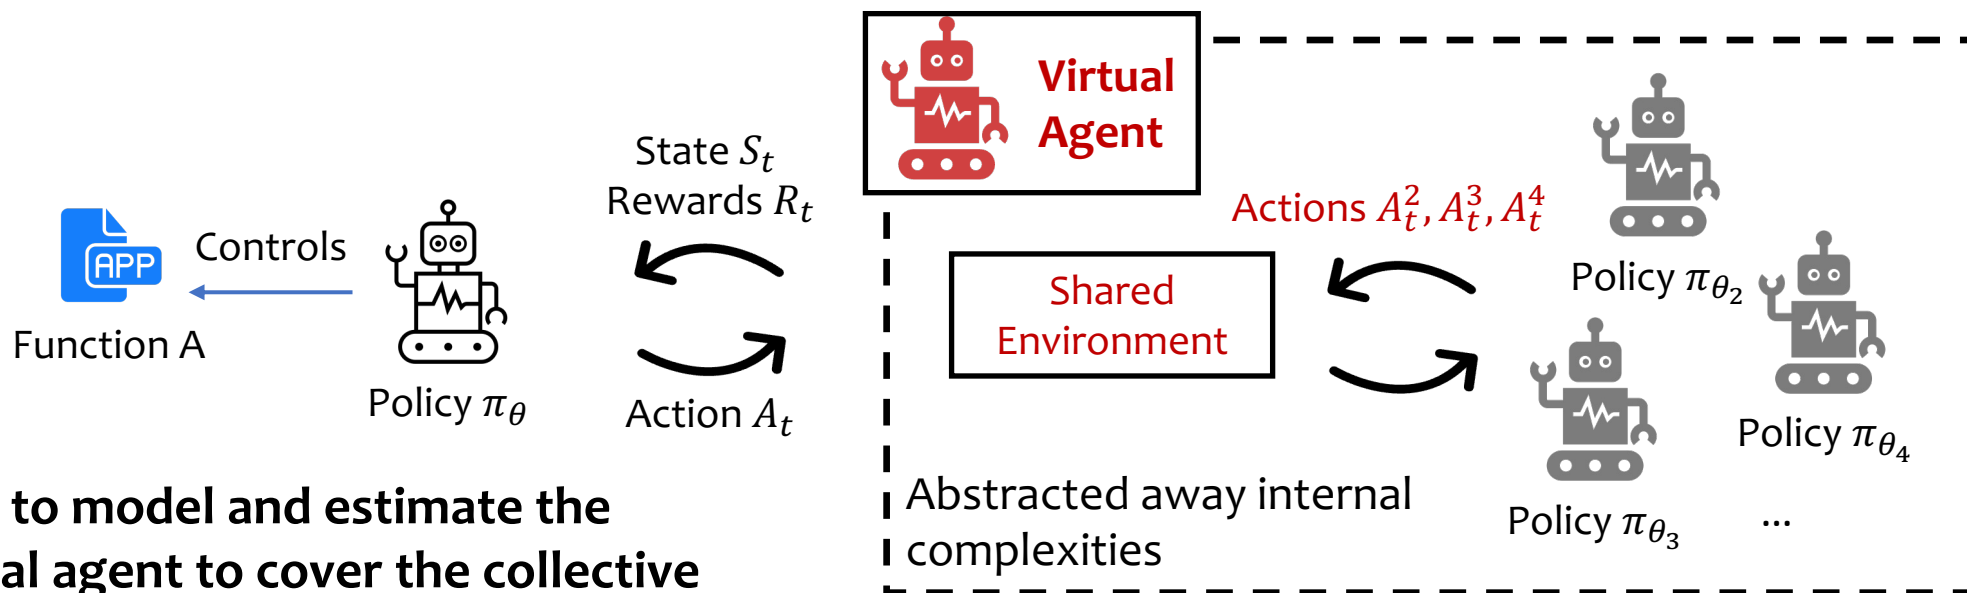 Virtual
Agent
State $S_t$
Rewards $R_t$
Actions $A_t^2, A_t^3, A_t^4$
Controls
APP
Function A
Policy $\pi_\theta$
Action $A_t$
Shared
Environment
Policy $\pi_{\theta_2}$
Policy $\pi_{\theta_4}$
Policy $\pi_{\theta_3}$
...
Abstracted away internal
complexities
to model and estimate the
al agent to cover the collective